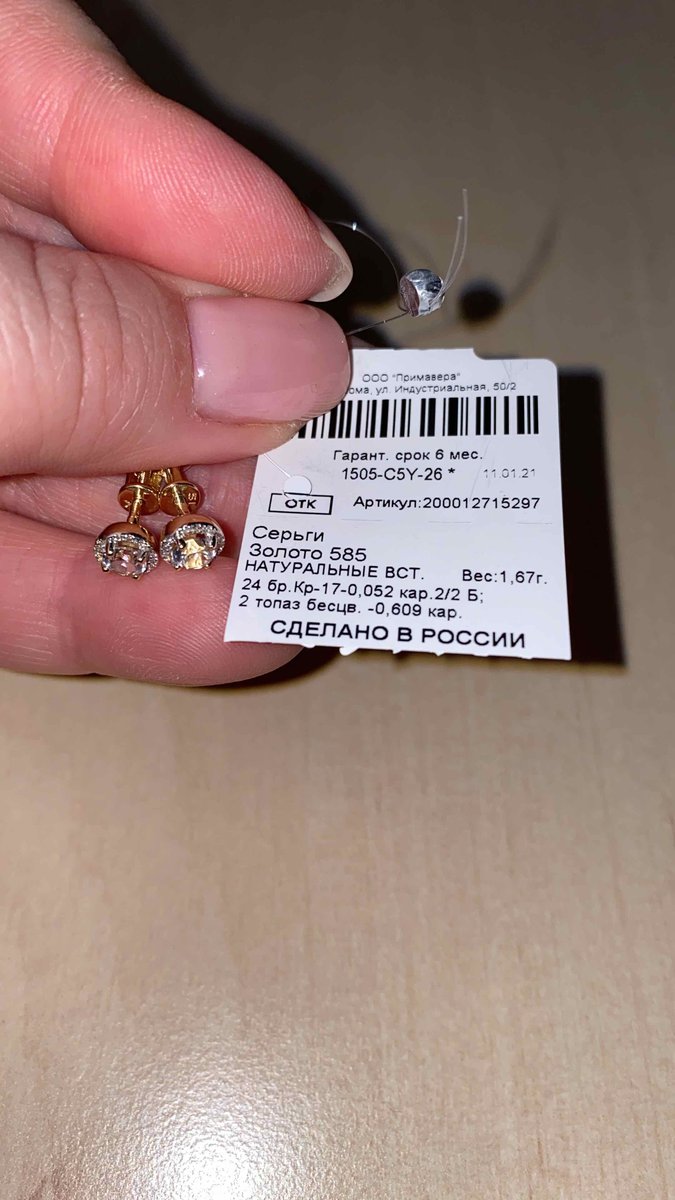 ООО "Примавера"
ул. Индустриальная, 50/2
Гарант. срок 6 мес.
1505-C5Y-26 * 11.01.21
ОТК Артикул:200012715297
Серьги
Золото 585
НАТУРАЛЬНЫЕ ВСТ. Вес:1,67г.
24 бр.Кр-17-0,052 кар.2/2 Б;
2 топаз бесцв. -0,609 кар.
СДЕЛАНО В РОССИИ